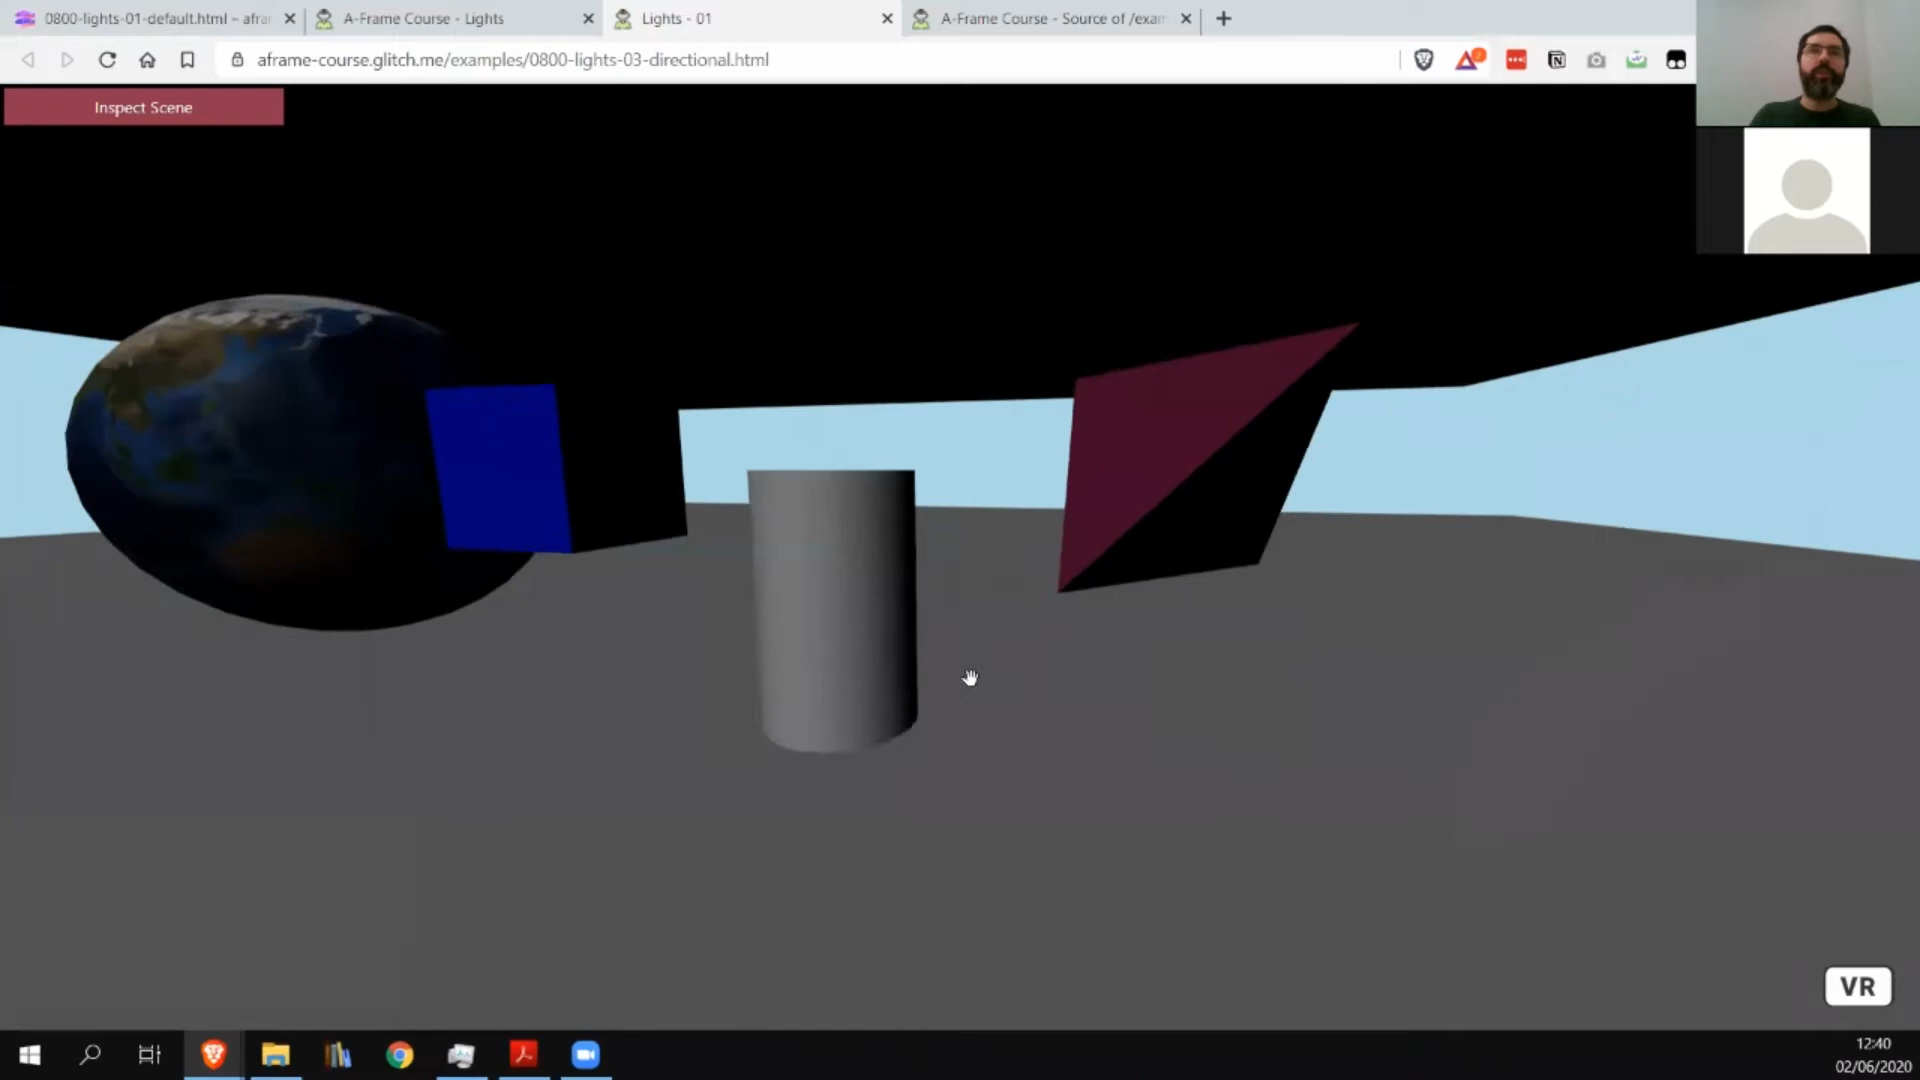 0800-lights-01-default.html – afra
A-Frame Course - Lights
Lights - 01
A-Frame Course - Source of /exam
aframe-course.glitch.me/examples/0800-lights-03-directional.html
Inspect Scene
VR
12:40
02/06/2020